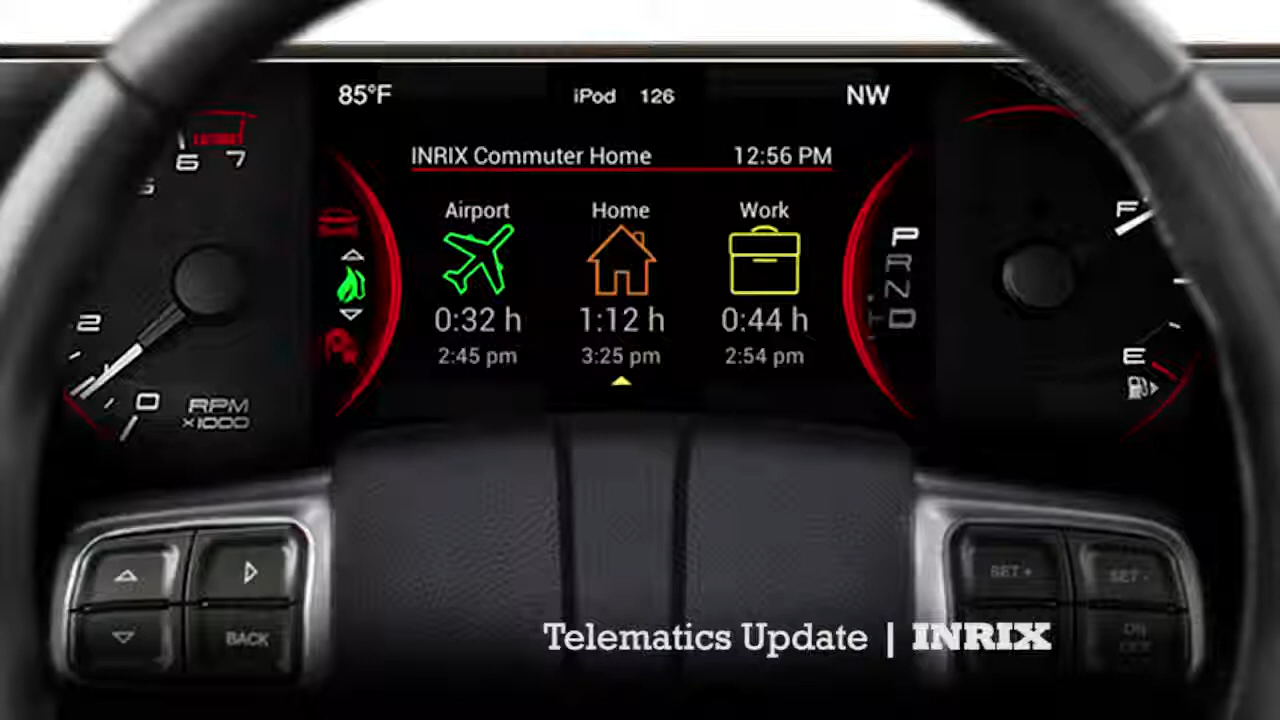 85°F iPod 126 NW
INRIX Commuter Home 12:56 PM
6 7
5
Airport Home Work
0:32 h 1:12 h 0:44 h
2:45 pm 3:25 pm 2:54 pm
2
0
RPM
x1000
P
R
N
D
F
E
SET +
SET -
BACK
Telematics Update | INRIX